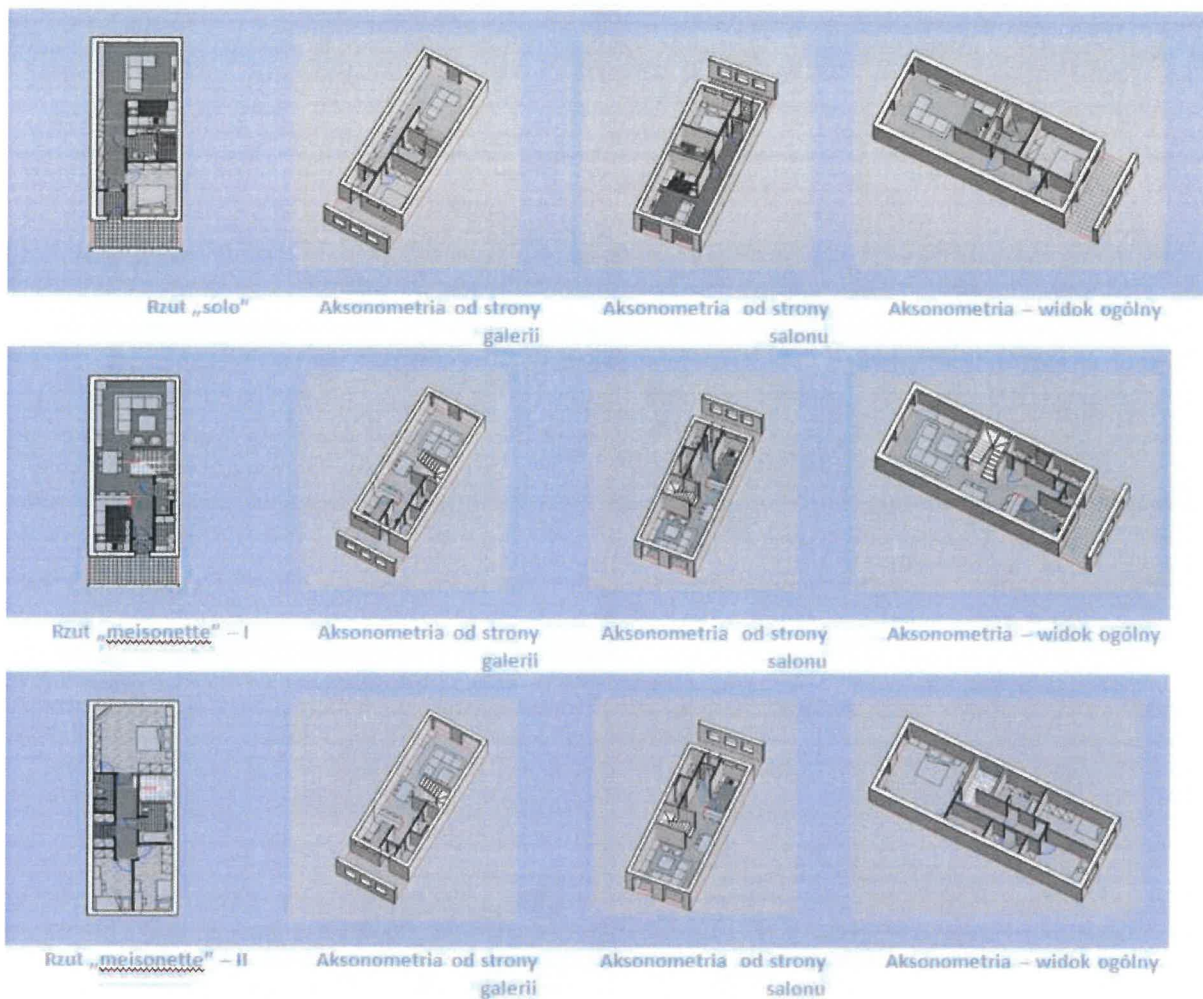 Rzut „solo”
Aksonometria od strony
galerii
Aksonometria od strony
salonu
Aksonometria – widok ogólny
Rzut „meisonette” – I
Aksonometria od strony
galerii
Aksonometria od strony
salonu
Aksonometria – widok ogólny
Rzut „meisonette” – II
Aksonometria od strony
galerii
Aksonometria od strony
salonu
Aksonometria – widok ogólny